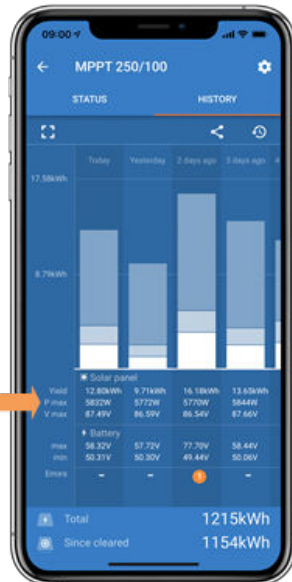 09:00
MPPT 250/100
STATUS HISTORY
Today Yesterday 2 days ago 3 days ago 4
17.58kWh
8.79kWh
Solar panel
Yield 12.80kWh 9.71kWh 16.18kWh 13.65kWh
P max 5832W 5772W 5770W 5844W
V max 87.49V 86.59V 86.54V 87.66V
Battery
max 58.32V 57.72V 77.70V 58.44V
min 50.31V 50.30V 49.44V 50.06V
Errors - - 1 -
Total 1215kWh
Since cleared 1154kWh